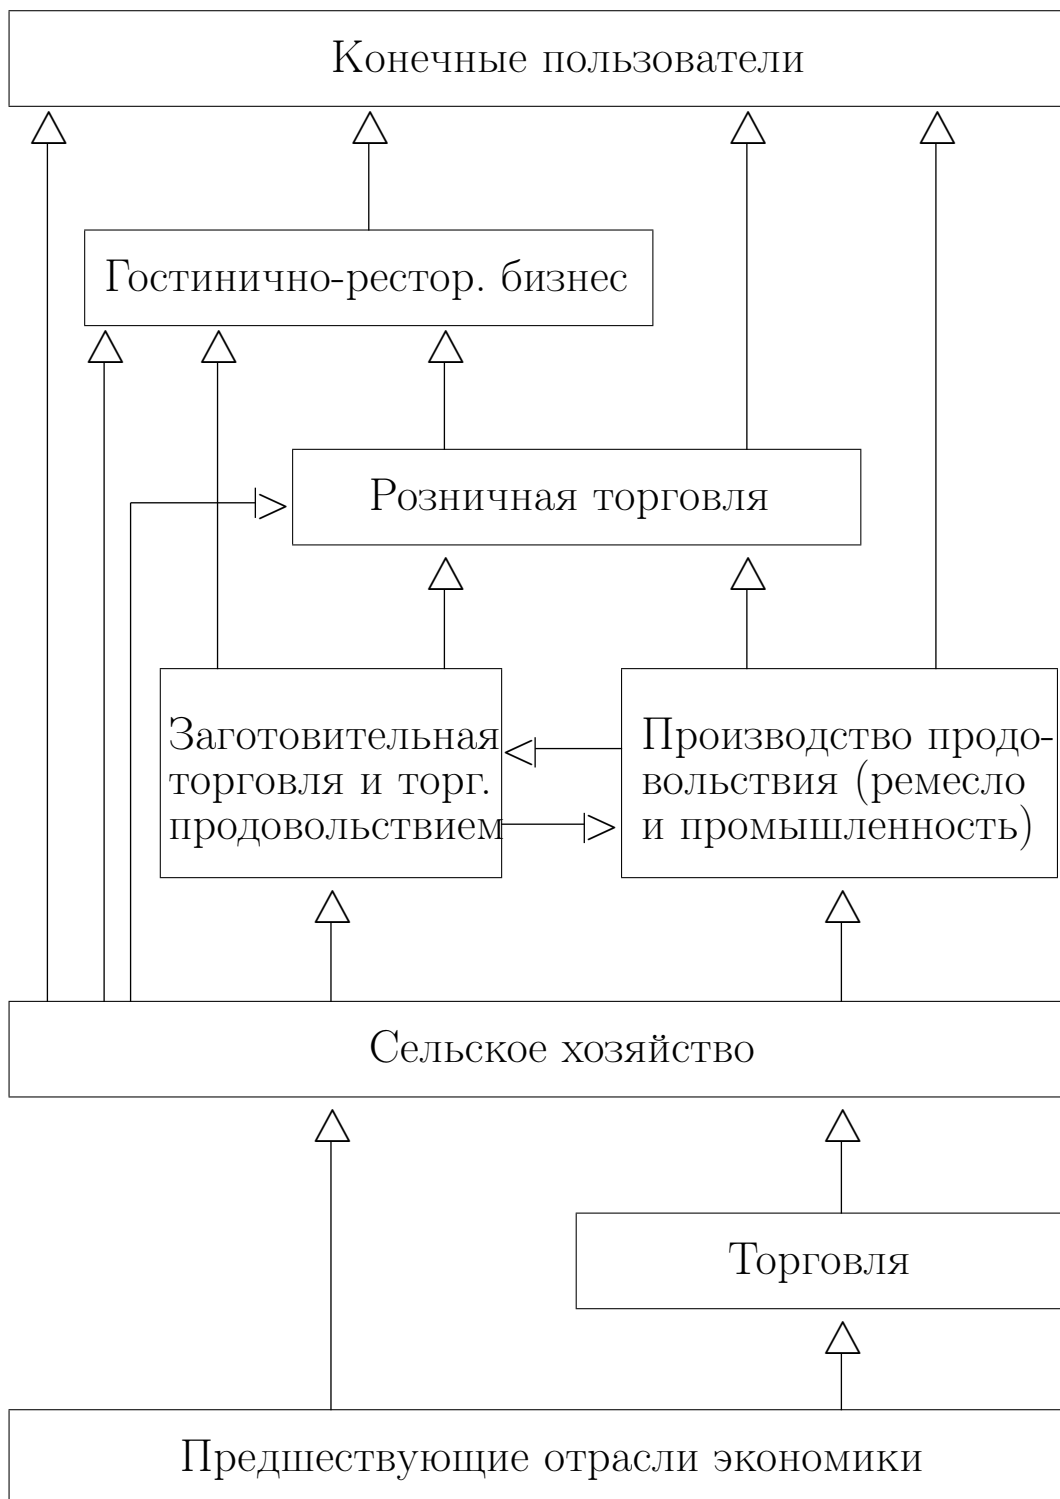 Конечные пользователи
Гостинично-рестор. бизнес
Розничная торговля
Заготовительная
торговля и торг.
продовольствием
Производство продо-
вольствия (ремесло
и промышленность)
Сельское хозяйство
Торговля
Предшествующие отрасли экономики